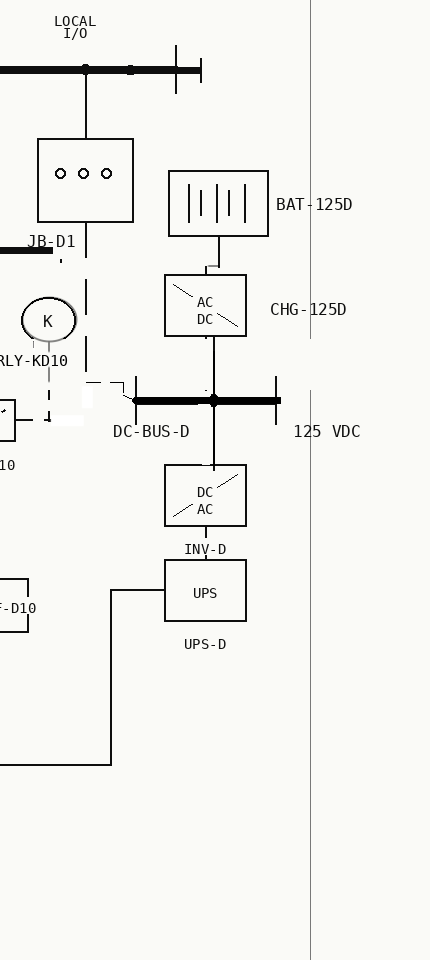 LOCAL
I/O
BAT-125D
JB-D1
AC
DC
CHG-125D
K
RLY-KD10
DC-BUS-D
125 VDC
10
DC
AC
INV-D
UPS
F-D10
UPS-D